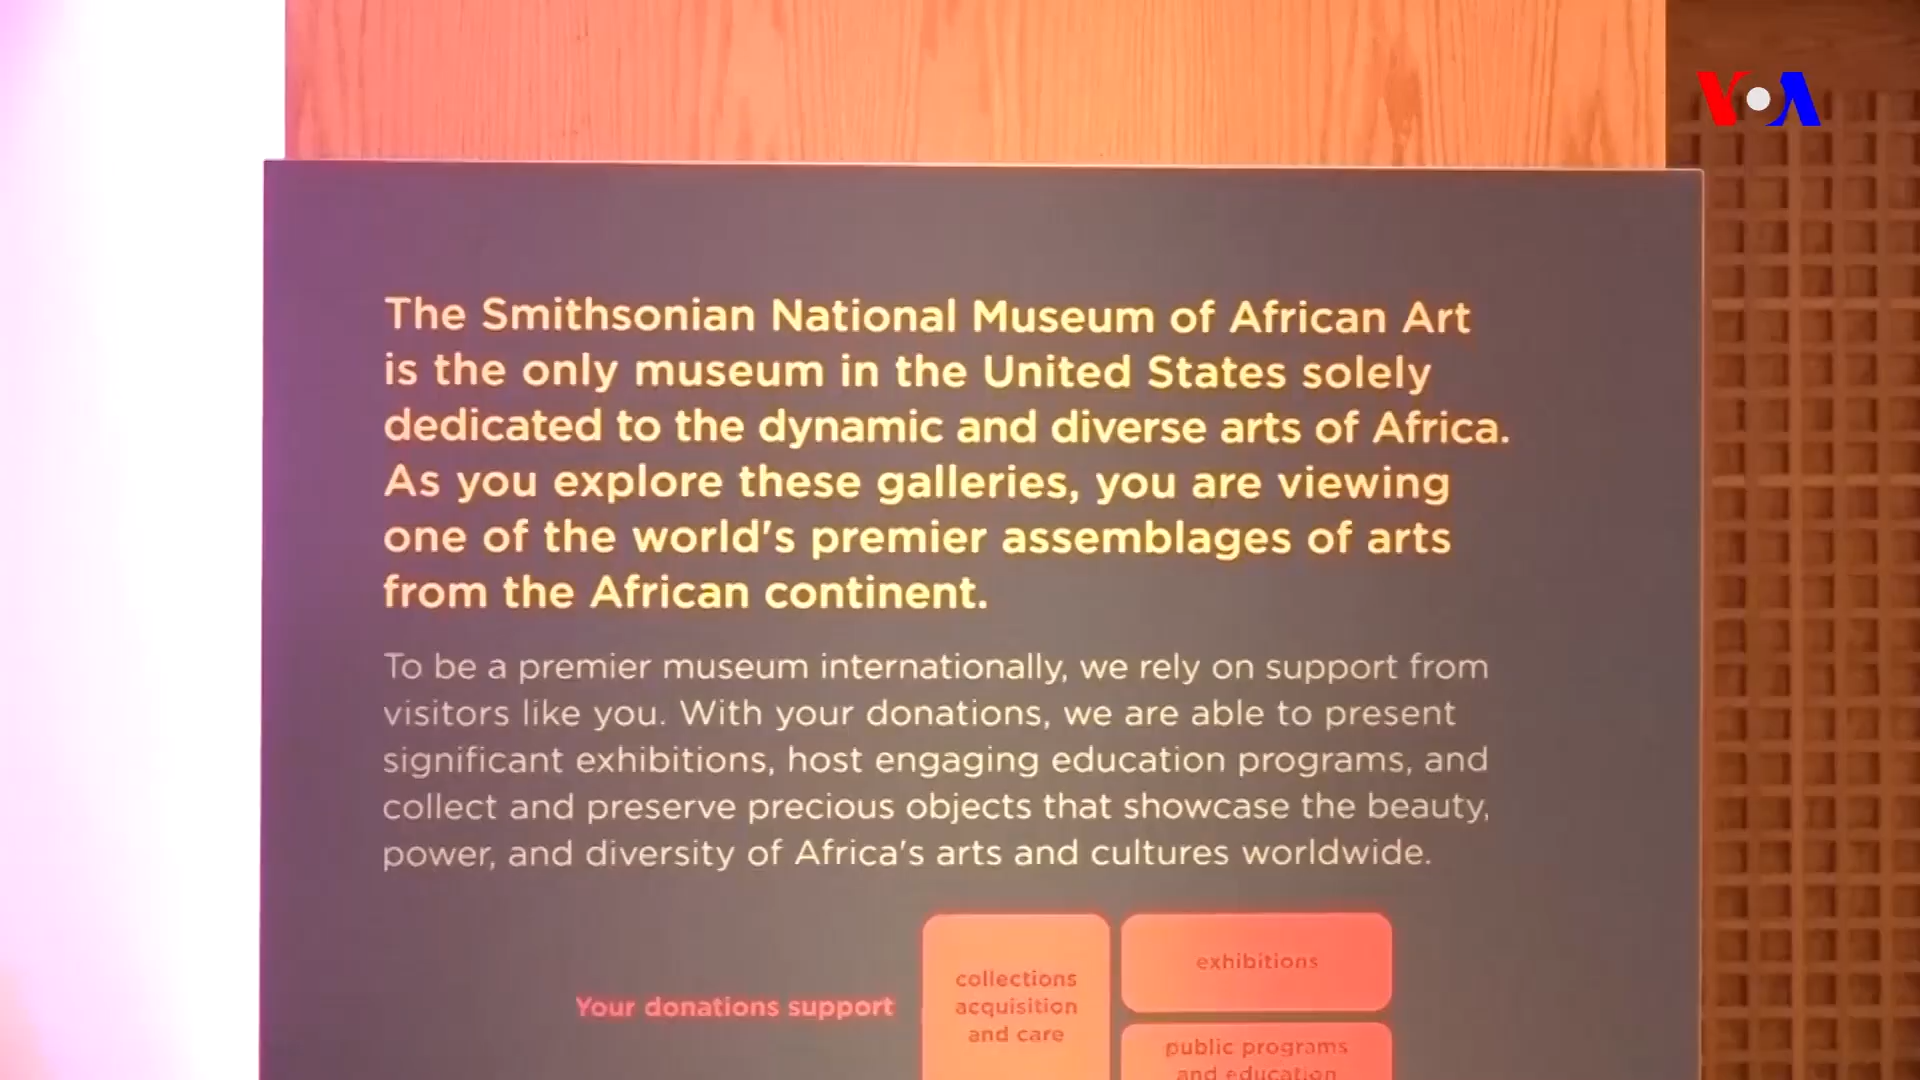 VOA
The Smithsonian National Museum of African Art
is the only museum in the United States solely
dedicated to the dynamic and diverse arts of Africa.
As you explore these galleries, you are viewing
one of the world's premier assemblages of arts
from the African continent.
To be a premier museum internationally, we rely on support from
visitors like you. With your donations, we are able to present
significant exhibitions, host engaging education programs, and
collect and preserve precious objects that showcase the beauty,
power, and diversity of Africa's arts and cultures worldwide.
Your donations support
collections
acquisition
and care
exhibitions
public programs
and education